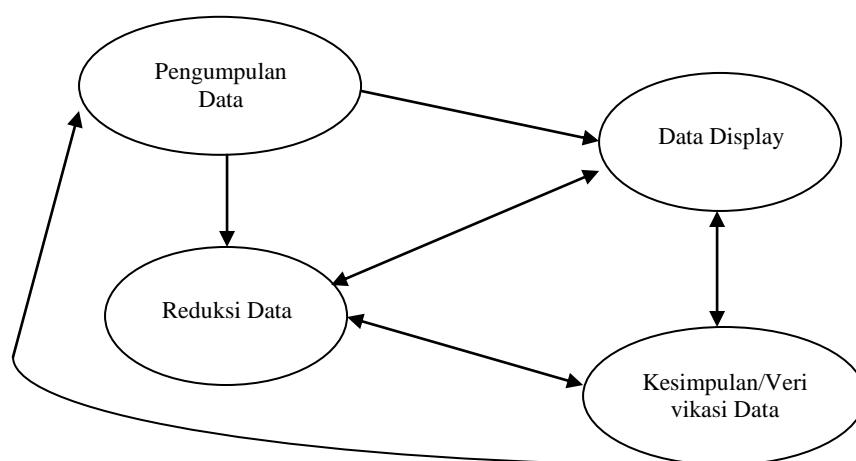 Pengumpulan
Data
Data Display
Reduksi Data
Kesimpulan/Veri
vikasi Data